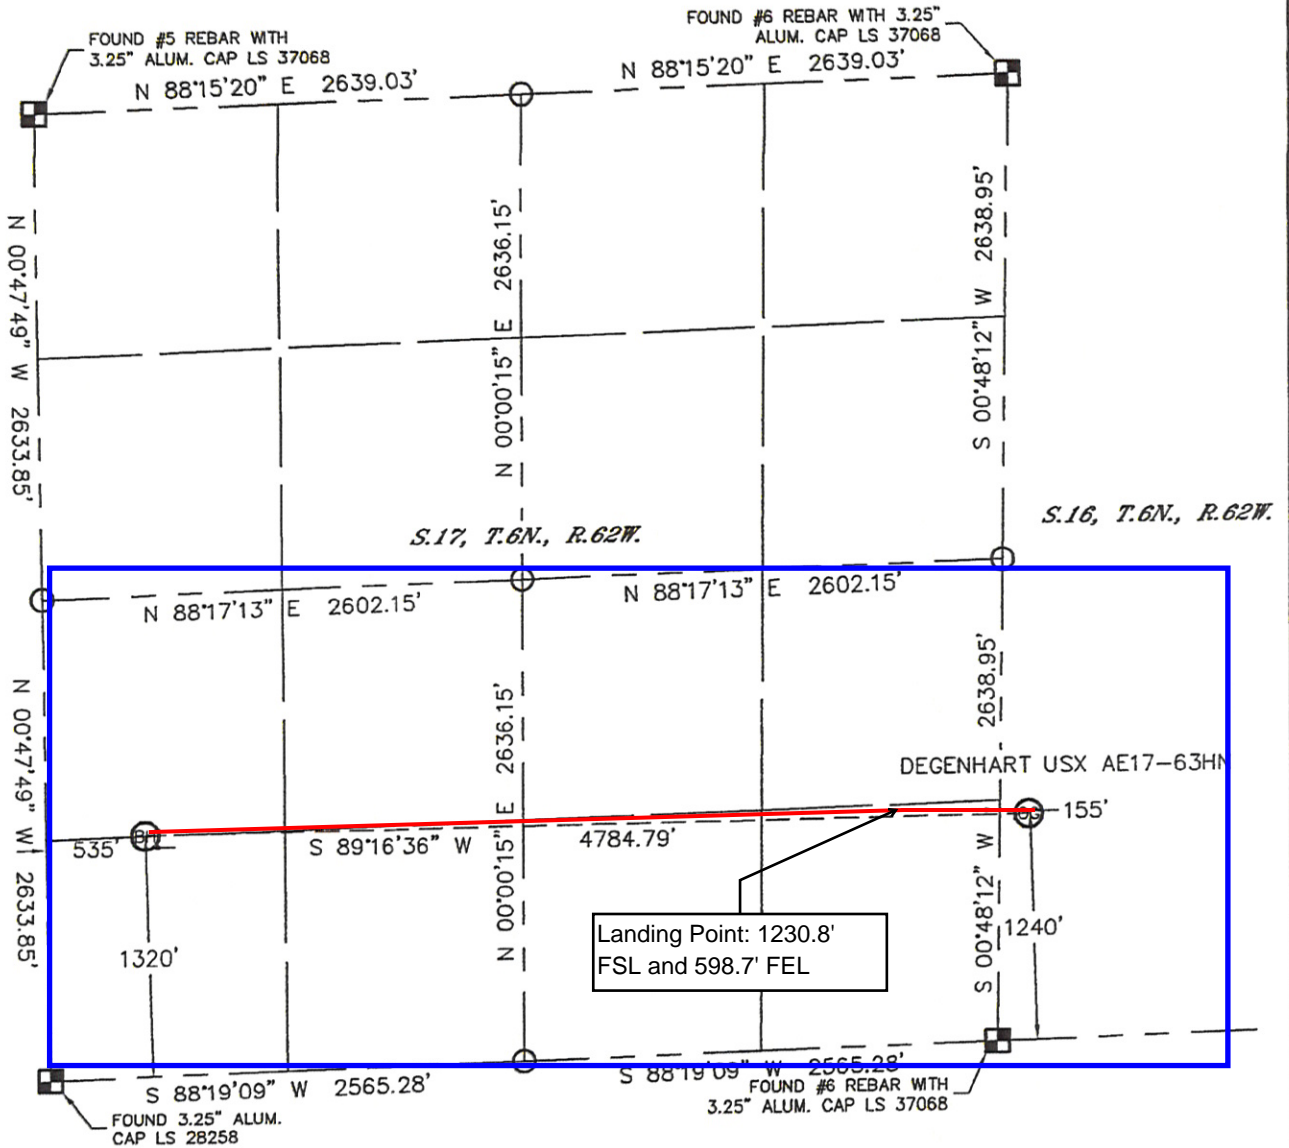 FOUND #5 REBAR WITH
3.25" ALUM. CAP LS 37068
FOUND #6 REBAR WITH 3.25"
ALUM. CAP LS 37068
N 88°15'20" E 2639.03'
N 88°15'20" E 2639.03'
N 00°47'49" W 2633.85'
N 00°00'15" E 2636.15'
S 00°48'12" W 2638.95'
S.17, T.6N., R.62W.
S.16, T.6N., R.62W.
N 88°17'13" E 2602.15'
N 88°17'13" E 2602.15'
N 00°47'49" W 2633.85'
N 00°00'15" E 2636.15'
S 00°48'12" W 2638.95'
DEGENHART USX AE17-63HN
155'
535'
S 89°16'36" W 4784.79'
1320'
1240'
Landing Point: 1230.8'
FSL and 598.7' FEL
S 88°19'09" W 2565.28'
S 88°19'09" W 2565.28'
FOUND #6 REBAR WITH
3.25" ALUM. CAP LS 37068
FOUND 3.25" ALUM.
CAP LS 28258